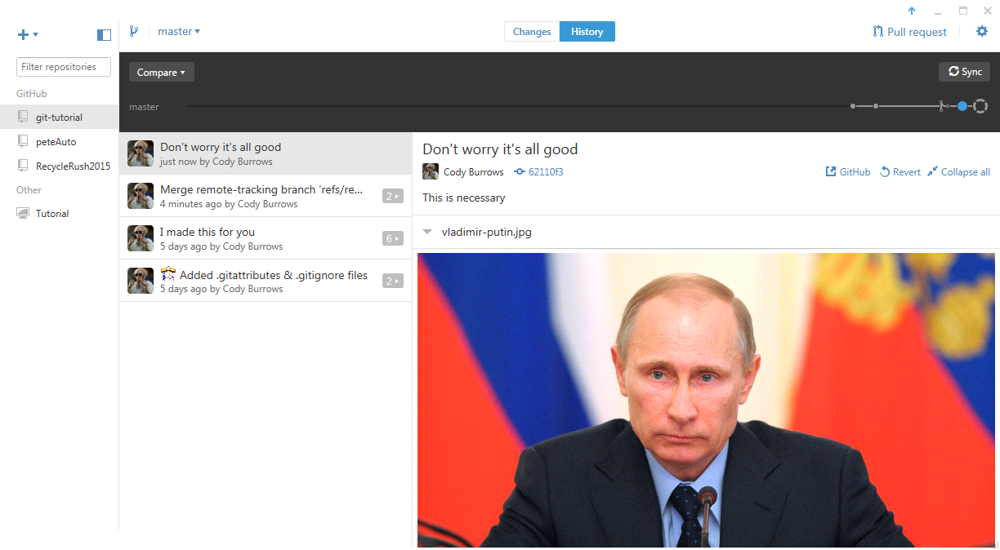 master ▾
Changes
History
Pull request
Filter repositories
GitHub
git-tutorial
peteAuto
RecycleRush2015
Other
Tutorial
Compare ▾
Sync
master
Don't worry it's all good
just now by Cody Burrows
Merge remote-tracking branch 'refs/re...
4 minutes ago by Cody Burrows
2
I made this for you
5 days ago by Cody Burrows
6
Added .gitattributes & .gitignore files
5 days ago by Cody Burrows
2
Don't worry it's all good
Cody Burrows 62110f3
GitHub Revert Collapse all
This is necessary
vladimir-putin.jpg